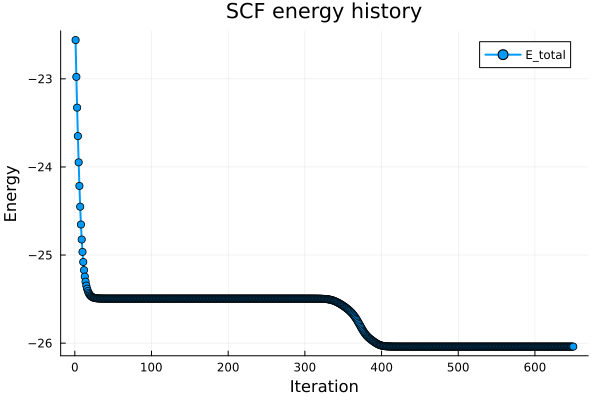 SCF energy history
E_total
−23
−24
−25
−26
Energy
0 100 200 300 400 500 600
Iteration